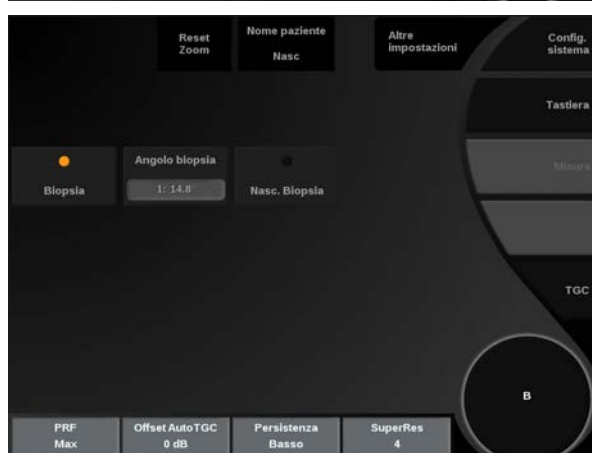 Reset
Zoom
Nome paziente
Nasc
Altre
impostazioni
Config.
sistema
Tastiera
Misure
Biopsia
Angolo biopsia
1: 14.8
Nasc. Biopsia
TGC
B
PRF
Max
Offset AutoTGC
0 dB
Persistenza
Basso
SuperRes
4